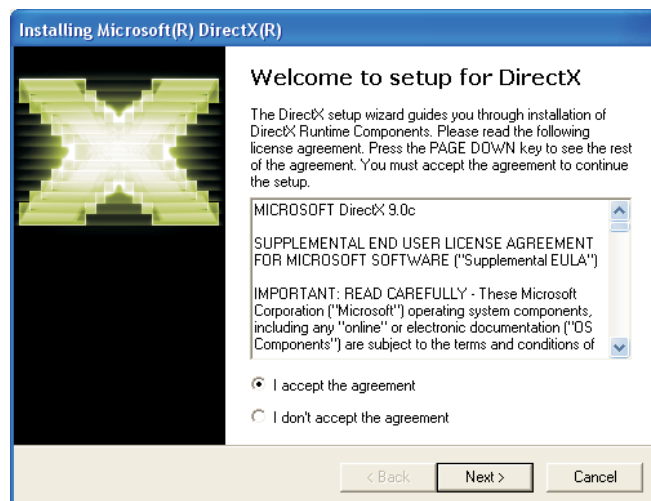 Installing Microsoft(R) DirectX(R)
Welcome to setup for DirectX
The DirectX setup wizard guides you through installation of
DirectX Runtime Components. Please read the following
license agreement. Press the PAGE DOWN key to see the rest
of the agreement. You must accept the agreement to continue
the setup.
MICROSOFT DirectX 9.0c
SUPPLEMENTAL END USER LICENSE AGREEMENT
FOR MICROSOFT SOFTWARE ("Supplemental EULA")
IMPORTANT: READ CAREFULLY - These Microsoft
Corporation ("Microsoft") operating system components,
including any "online" or electronic documentation ("OS
Components") are subject to the terms and conditions of
I accept the agreement
I don't accept the agreement
< Back Next > Cancel